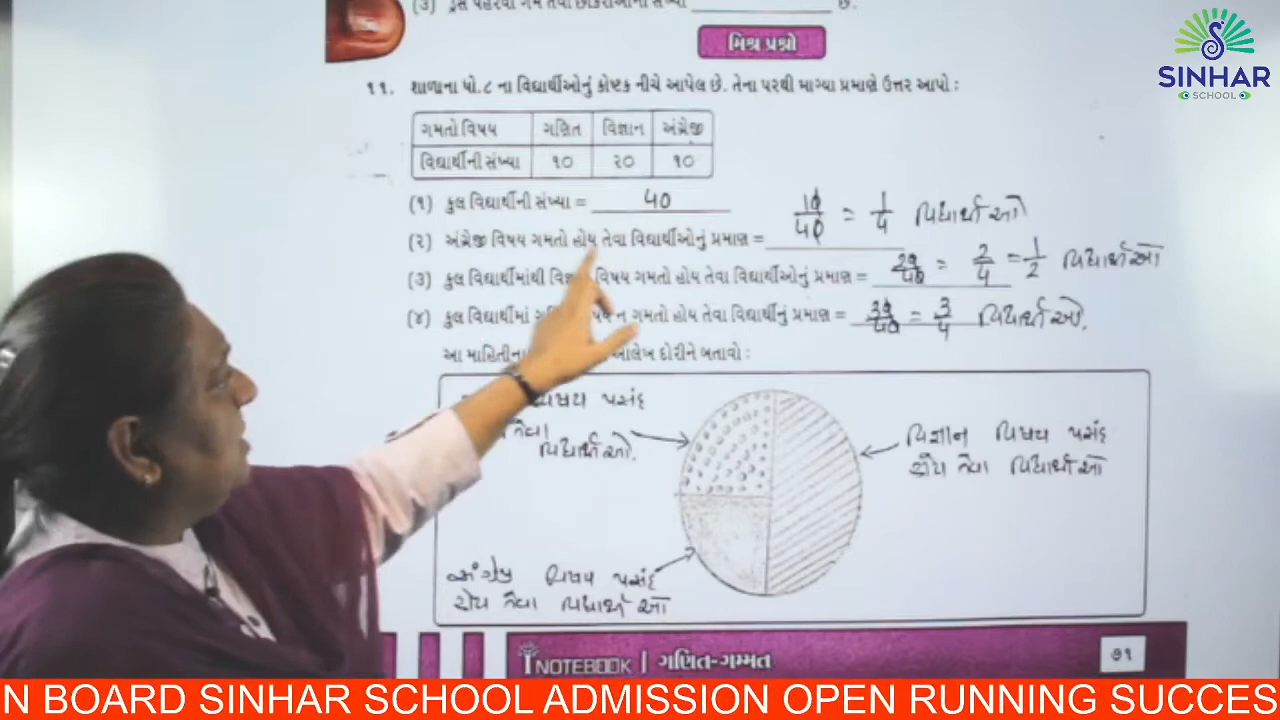 મિશ્ર પ્રશ્નો
SINHAR
SCHOOL
૧૧. શાળાના ધો.૮ ના વિદ્યાર્થીઓનું કોષ્ટક નીચે આપેલ છે. તેના પરથી માગ્યા પ્રમાણે ઉત્તર આપો :
ગમતો વિષય ગણિત વિજ્ઞાન અંગ્રેજી
વિદ્યાર્થીની સંખ્યા ૧૦ ૨૦ ૧૦
(૧) કુલ વિદ્યાર્થીની સંખ્યા = ૪૦
(૨) અંગ્રેજી વિષય ગમતો હોય તેવા વિદ્યાર્થીઓનું પ્રમાણ = 10/40 = 1/4 વિદ્યાર્થીઓ
(૩) કુલ વિદ્યાર્થીમાંથી વિષય ગમતો હોય તેવા વિદ્યાર્થીઓનું પ્રમાણ = 20/40 = 2/4 = 1/2 વિદ્યાર્થીઓ
(૪) કુલ વિદ્યાર્થીમાં ન ગમતો હોય તેવા વિદ્યાર્થીનું પ્રમાણ = 30/40 = 3/4 વિદ્યાર્થીઓ.
આ માહિતીના આલેખ દોરીને બતાવો :
વિષય પસંદ
તેવા
વિદ્યાર્થીઓ.
વિજ્ઞાન વિષય પસંદ
હોય તેવા વિદ્યાર્થીઓ
અંગ્રેજી વિષય પસંદ
હોય તેવા વિદ્યાર્થીઓ
iNOTEBOOK | ગણિત-ગમ્મત
૭૧
N BOARD SINHAR SCHOOL ADMISSION OPEN RUNNING SUCCES